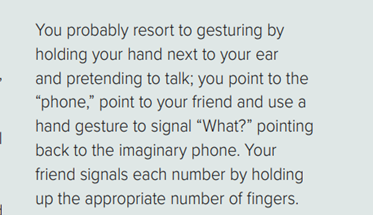 You probably resort to gesturing by
holding your hand next to your ear
and pretending to talk; you point to the
“phone,” point to your friend and use a
hand gesture to signal “What?” pointing
back to the imaginary phone. Your
friend signals each number by holding
up the appropriate number of fingers.